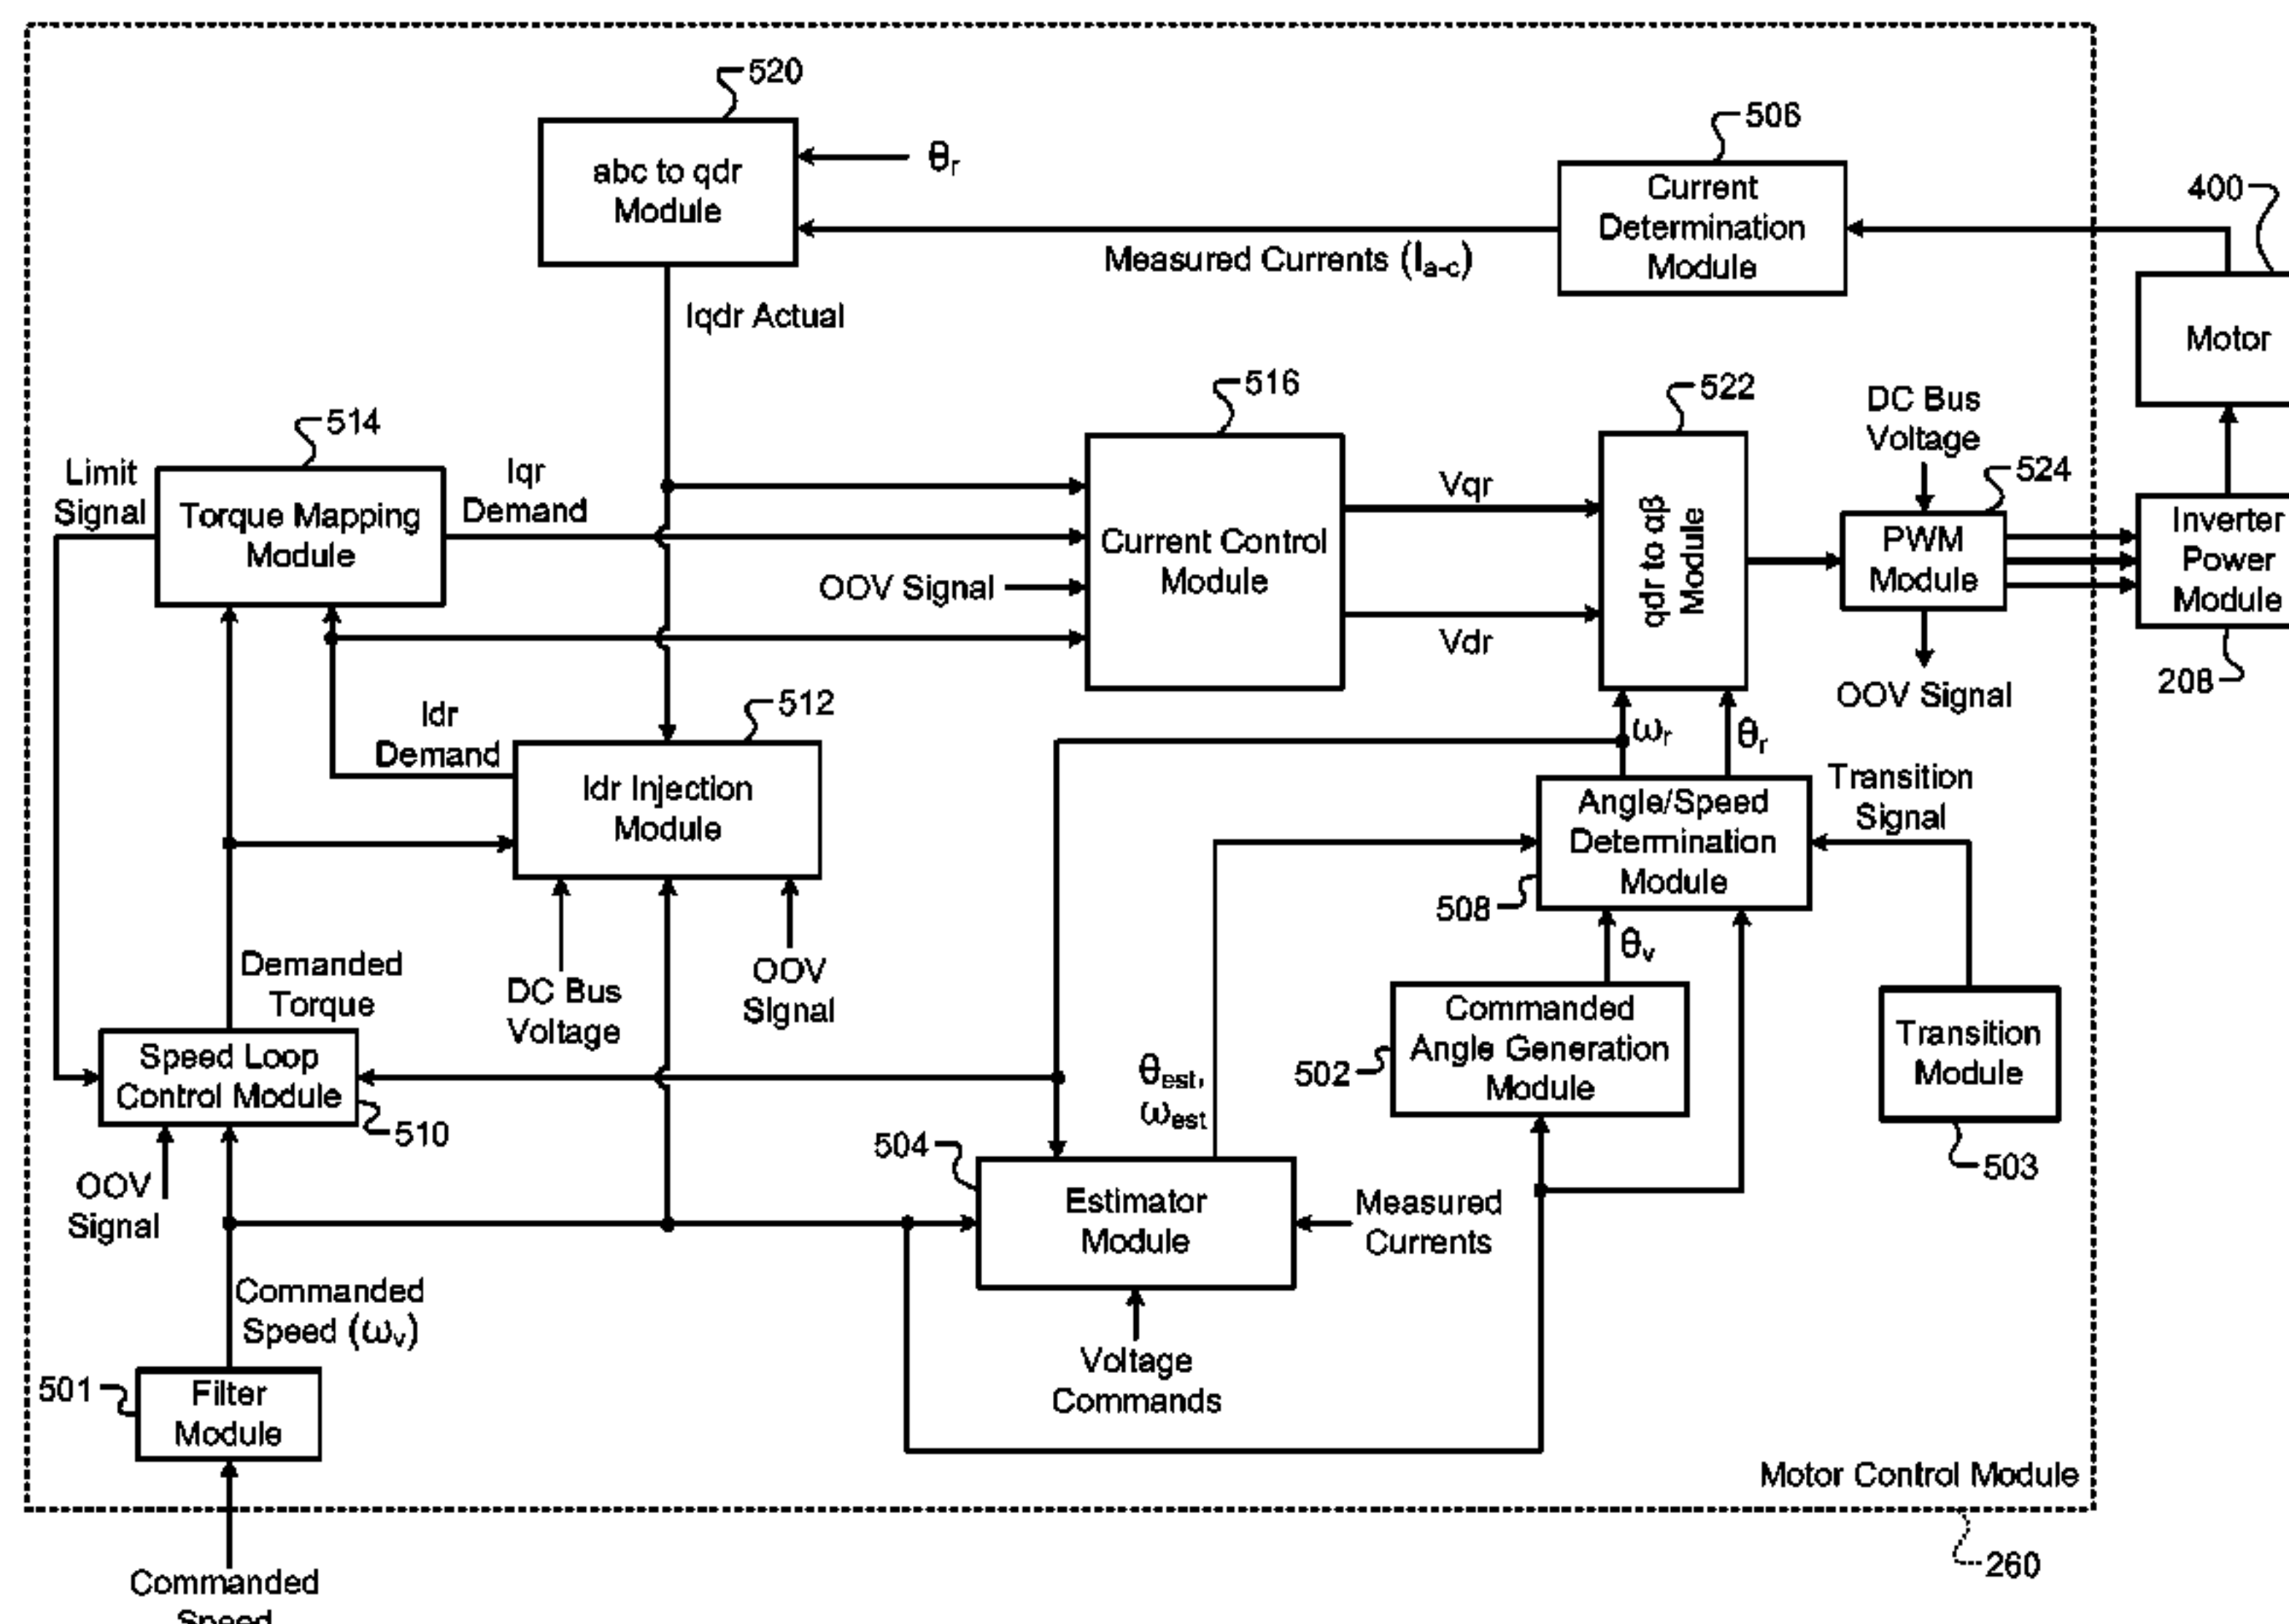 520
abc to qdr
Module
θr
506
Current
Determination
Module
Measured Currents (Ia-c)
400
Motor
Iqdr Actual
514
Limit
Signal
Torque Mapping
Module
Iqr
Demand
516
Current Control
Module
OOV Signal
Vqr
Vdr
522
qdr to αβ
Module
DC Bus
Voltage
524
PWM
Module
OOV Signal
Inverter
Power
Module
208
Idr
Demand
512
Idr Injection
Module
ωr
θr
Angle/Speed
Determination
Module
508
Transition
Signal
θv
Demanded
Torque
DC Bus
Voltage
OOV
Signal
Speed Loop
Control Module
510
OOV
Signal
θest,
ωest
502
Commanded
Angle Generation
Module
Transition
Module
503
504
Estimator
Module
Measured
Currents
Voltage
Commands
Commanded
Speed (ωv)
501
Filter
Module
Motor Control Module
260
Commanded
Speed